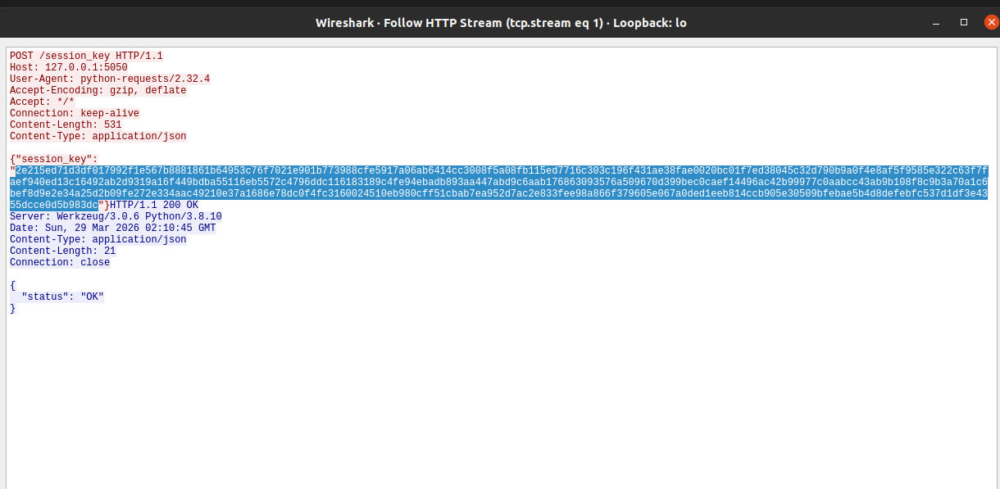 Wireshark · Follow HTTP Stream (tcp.stream eq 1) · Loopback: lo
POST /session_key HTTP/1.1
Host: 127.0.0.1:5050
User-Agent: python-requests/2.32.4
Accept-Encoding: gzip, deflate
Accept: */*
Connection: keep-alive
Content-Length: 531
Content-Type: application/json
{"session_key":
"2e215ed71d3df017992f1e567b8881861b64953c76f7021e901b773988cfe5917a06ab6414cc3008f5a08fb115ed7716c303c196f431ae38fae0020bc01f7ed38045c32d790b9a0f4e8af5f9585e322c63f7f
aef940ed13c16492ab2d9319a16f449bdba55116eb5572c4796ddc116183189c4fe94ebadb893aa447abd9c6aab176863093576a509670d399bec0caef14496ac42b99977c0aabcc43ab9b108f8c9b3a70a1c6
bef8d9e2e34a25d2b09fe272e334aac49210e37a1686e78dc0f4fc3160024510eb980cff51cbab7ea952d7ac2e833fee98a866f379605e067a0ded1eeb814ccb905e30509bfebae5b4d8defebfc537d1df3e43
55dcce0d5b983dc"}HTTP/1.1 200 OK
Server: Werkzeug/3.0.6 Python/3.8.10
Date: Sun, 29 Mar 2026 02:10:45 GMT
Content-Type: application/json
Content-Length: 21
Connection: close
{
"status": "OK"
}